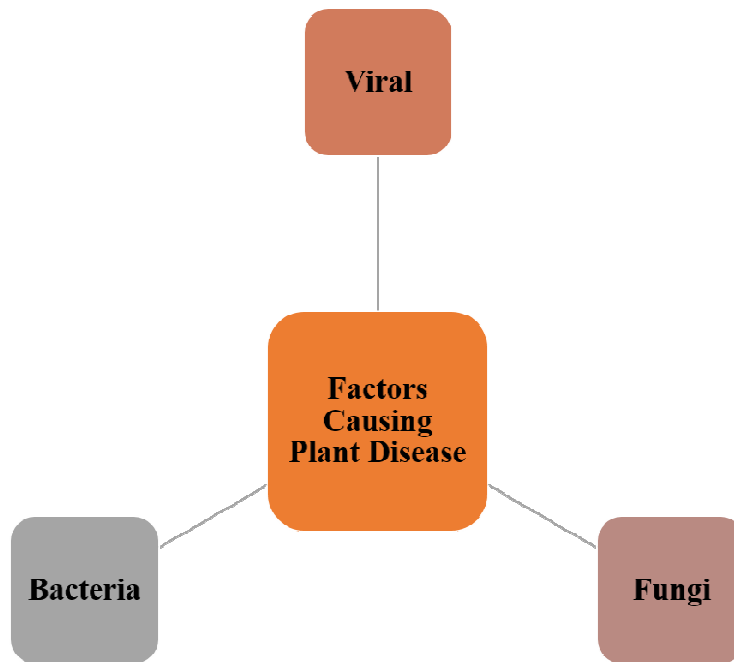 Viral
Factors
Causing
Plant Disease
Bacteria
Fungi